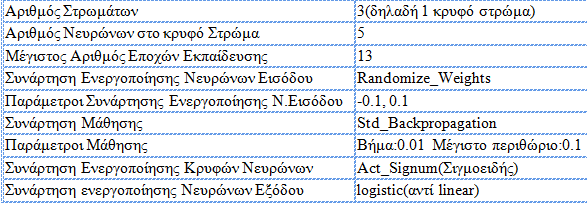 Αριθμός Στρωμάτων 3(δηλαδή 1 κρυφό στρώμα)
Αριθμός Νευρώνων στο κρυφό Στρώμα 5
Μέγιστος Αριθμός Εποχών Εκπαίδευσης 13
Συνάρτηση Ενεργοποίησης Νευρώνων Εισόδου Randomize_Weights
Παράμετροι Συνάρτησης Ενεργοποίησης Ν.Εισόδου -0.1, 0.1
Συνάρτηση Μάθησης Std_Backpropagation
Παράμετροι Μάθησης Βήμα:0.01 Μέγιστο περιθώριο:0.1
Συνάρτηση Ενεργοποίησης Κρυφών Νευρώνων Act_Signum(Σιγμοειδής)
Συνάρτηση ενεργοποίησης Νευρώνων Εξόδου logistic(αντί linear)